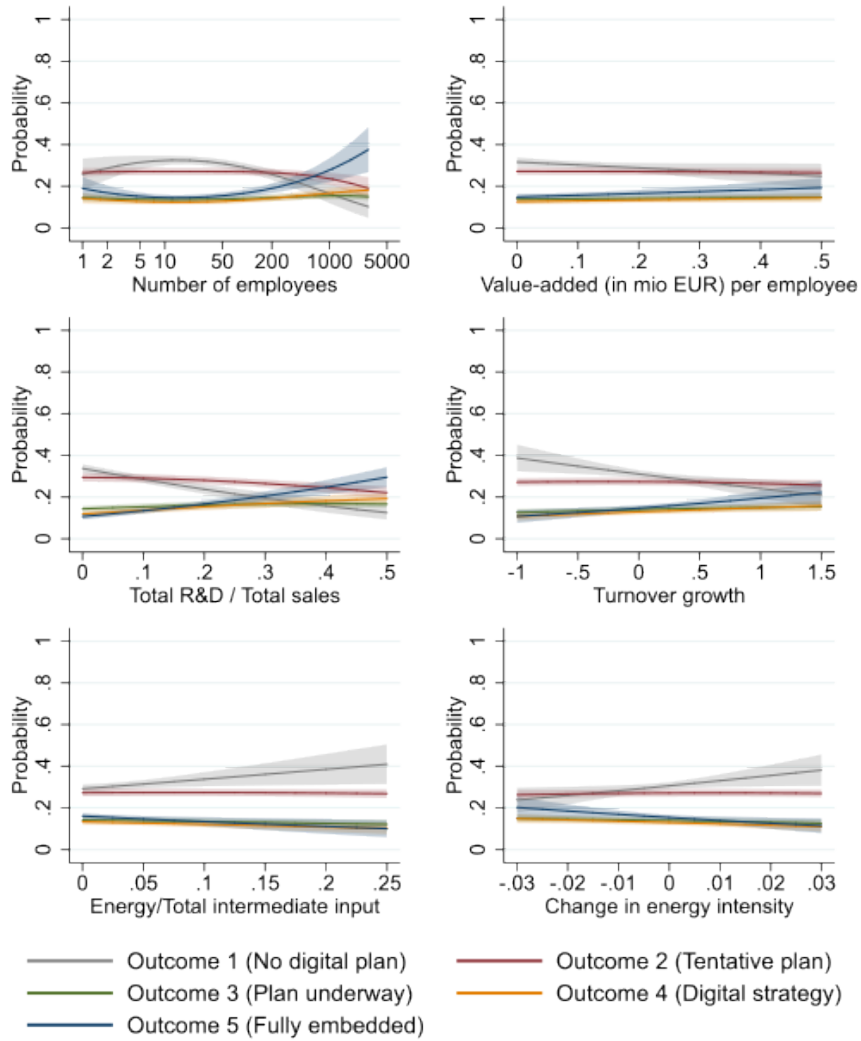 Probability
0 .2 .4 .6 .8 1
1 2 5 10 50 200 1000 5000
Number of employees
Probability
0 .2 .4 .6 .8 1
0 .1 .2 .3 .4 .5
Value-added (in mio EUR) per employee
Probability
0 .2 .4 .6 .8 1
0 .1 .2 .3 .4 .5
Total R&D / Total sales
Probability
0 .2 .4 .6 .8 1
-1 -.5 0 .5 1 1.5
Turnover growth
Probability
0 .2 .4 .6 .8 1
0 .05 .1 .15 .2 .25
Energy/Total intermediate input
Probability
0 .2 .4 .6 .8 1
-.03 -.02 -.01 0 .01 .02 .03
Change in energy intensity
Outcome 1 (No digital plan)
Outcome 2 (Tentative plan)
Outcome 3 (Plan underway)
Outcome 4 (Digital strategy)
Outcome 5 (Fully embedded)